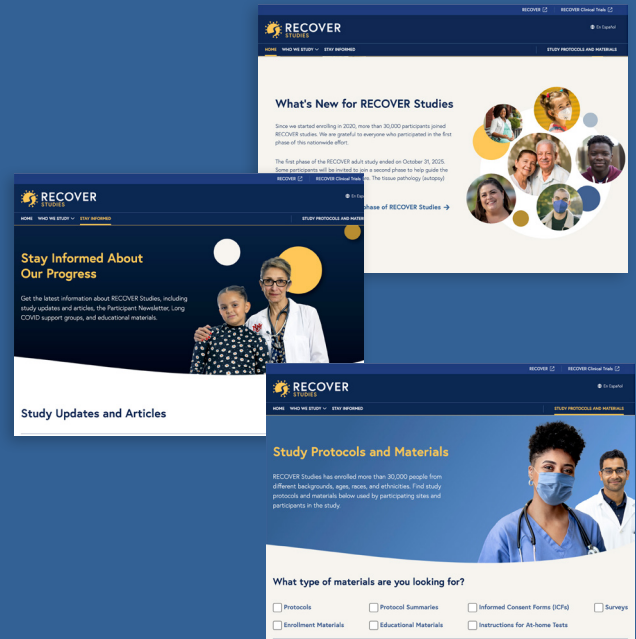 RECOVER
RECOVER Clinical Trials
RECOVER
STUDIES
En Español
HOME WHO WE STUDY STAY INFORMED STUDY PROTOCOLS AND MATERIALS
What's New for RECOVER Studies
Since we started enrolling in 2020, more than 30,000 participants joined
RECOVER studies. We are grateful to everyone who participated in the first
phase of this nationwide effort.
The first phase of the RECOVER adult study ended on October 31, 2025.
Some participants will be invited to join a second phase to help guide the
The tissue pathology (autopsy)
phase of RECOVER Studies →
RECOVER RECOVER Clinical Trials
RECOVER
STUDIES
En
HOME WHO WE STUDY STAY INFORMED STUDY PROTOCOLS AND MATER
Stay Informed About
Our Progress
Get the latest information about RECOVER Studies, including
study updates and articles, the Participant Newsletter, Long
COVID support groups, and educational materials.
Study Updates and Articles
RECOVER RECOVER Clinical Trials
RECOVER
STUDIES
En Español
HOME WHO WE STUDY STAY INFORMED STUDY PROTOCOLS AND MATERIALS
Study Protocols and Materials
RECOVER Studies has enrolled more than 30,000 people from
different backgrounds, ages, races, and ethnicities. Find study
protocols and materials below used by participating sites and
participants in the study.
What type of materials are you looking for?
Protocols Protocol Summaries Informed Consent Forms (ICFs) Surveys
Enrollment Materials Educational Materials Instructions for At-home Tests